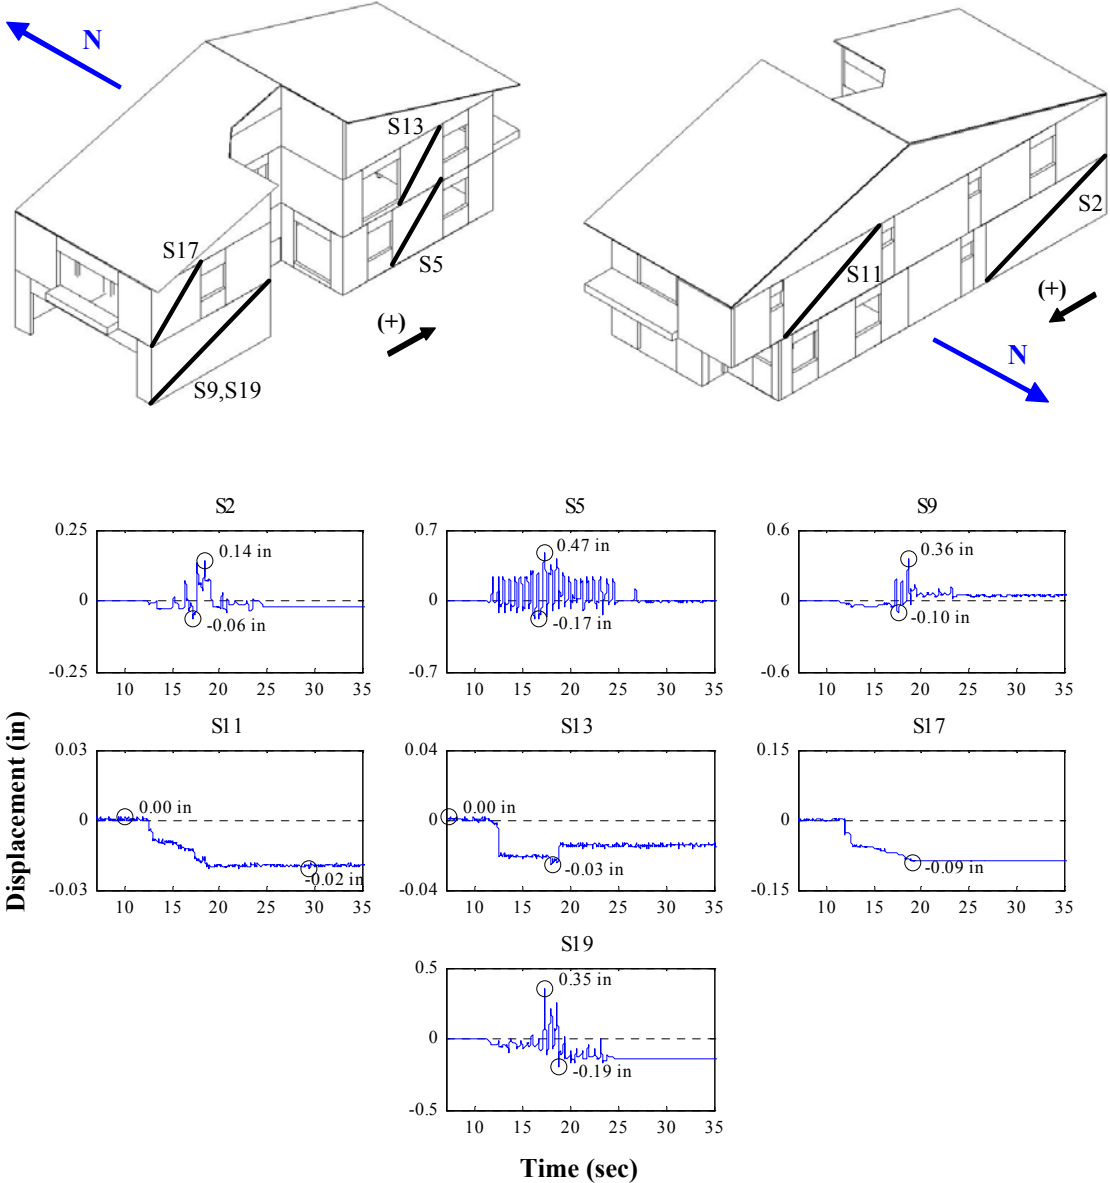 N
S13
S17
S5
(+)
S9,S19
S2
S11
(+)
N
S2
0.25
0
-0.25
0.14 in
-0.06 in
10 15 20 25 30 35
S5
0.7
0
-0.7
0.47 in
-0.17 in
10 15 20 25 30 35
S9
0.6
0
-0.6
0.36 in
-0.10 in
10 15 20 25 30 35
S11
0.03
0
-0.03
0.00 in
-0.02 in
10 15 20 25 30 35
S13
0.04
0
-0.04
0.00 in
-0.03 in
10 15 20 25 30 35
S17
0.15
0
-0.15
-0.09 in
10 15 20 25 30 35
S19
0.5
0
-0.5
0.35 in
-0.19 in
10 15 20 25 30 35
Displacement (in)
Time (sec)